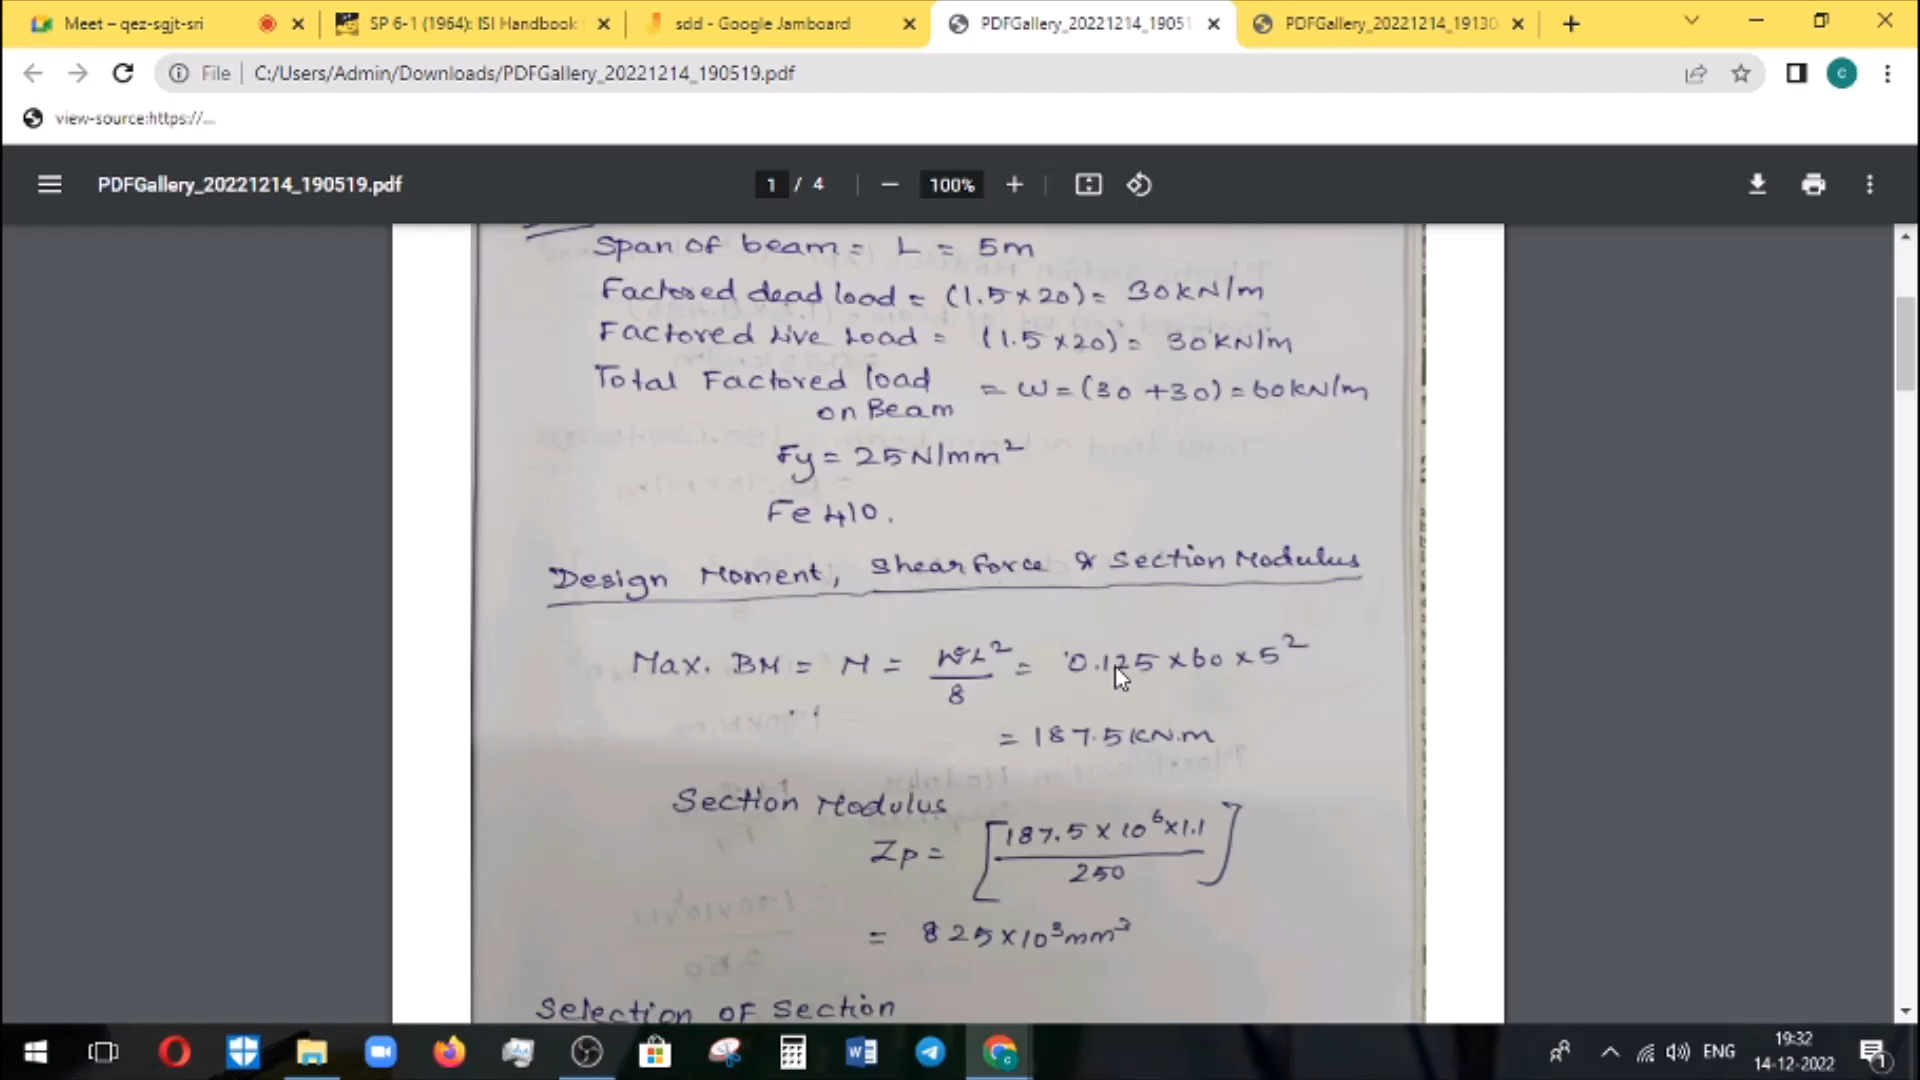 Meet – qez-sgjt-sri
SP 6-1 (1964): ISI Handbook
sdd - Google Jamboard
PDFGallery_20221214_19051
PDFGallery_20221214_19130
File
C:/Users/Admin/Downloads/PDFGallery_20221214_190519.pdf
c
view-source:https://...
PDFGallery_20221214_190519.pdf
1 / 4
100%
Span of beam = L = 5m
Factored dead load = (1.5×20) = 30KN/m
Factored Live Load = (1.5×20) = 30KN/m
Total Factored load = W = (30 +30) = 60KN/m
on Beam
Fy = 25N/mm²
Fe 410.
Design Moment, Shear force & Section Modulus
Max. BM = M = WL²/8 = 0.125×60×5²
= 187.5KN.m
Section Modulus
Zp = [187.5×10⁶×1.1/250]
= 825×10³mm³
Selection of Section
ENG
19:32
14-12-2022
1